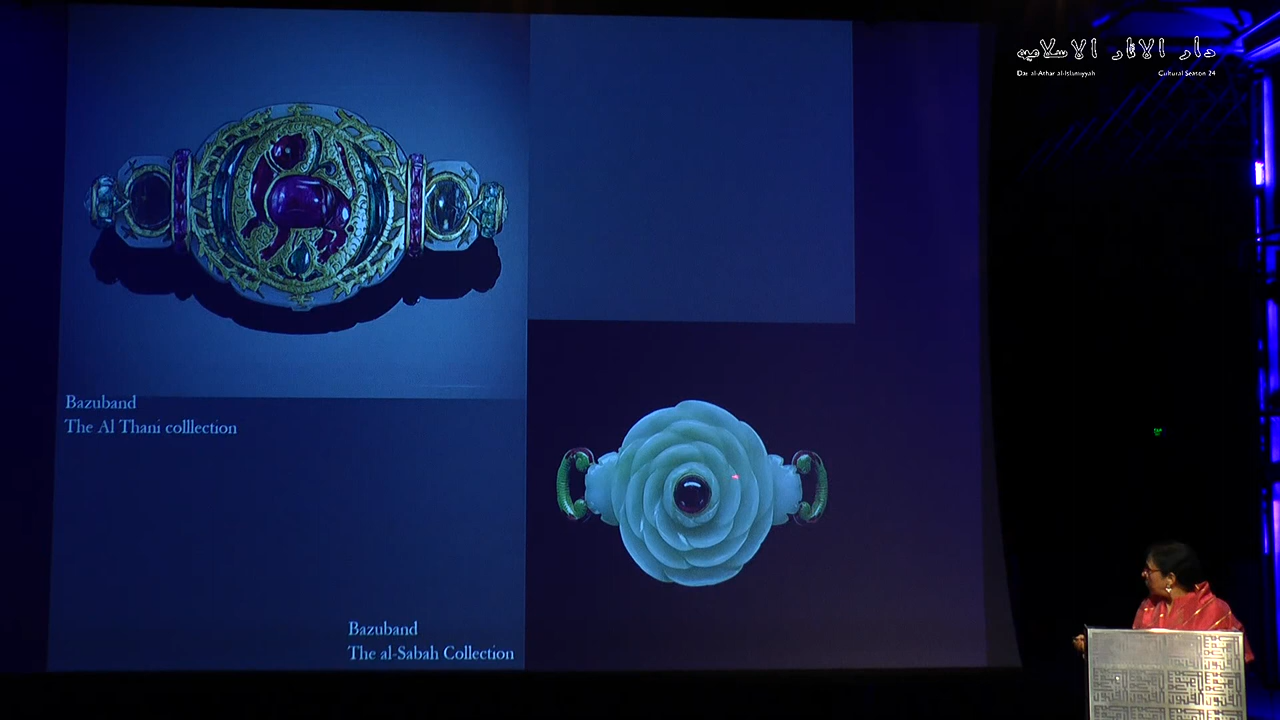 دار الآثار الإسلامية
Dar al-Athar al-Islamiyyah Cultural Season 24
Bazuband
The Al Thani colllection
Bazuband
The al-Sabah Collection